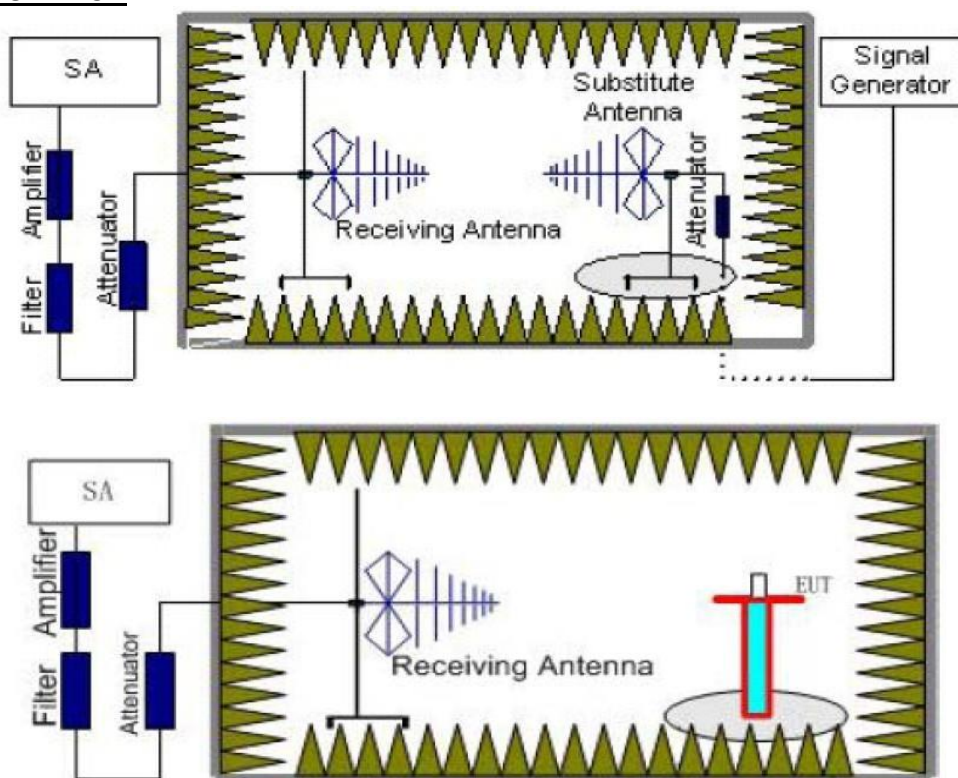 SA
Signal
Generator
Substitute
Antenna
Amplifier
Attenuator
Filter
Receiving Antenna
Attenuator
SA
Amplifier
Filter
Attenuator
Receiving Antenna
EUT